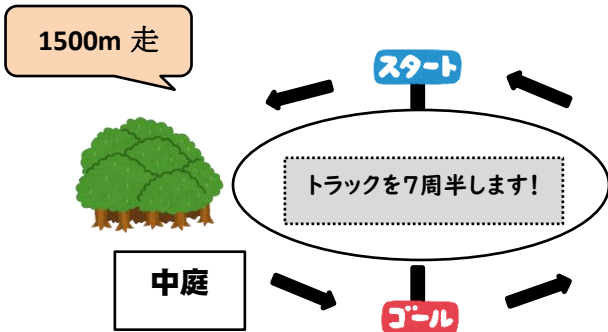 1500m 走
スタート
トラックを7周半します!
中庭
ゴール